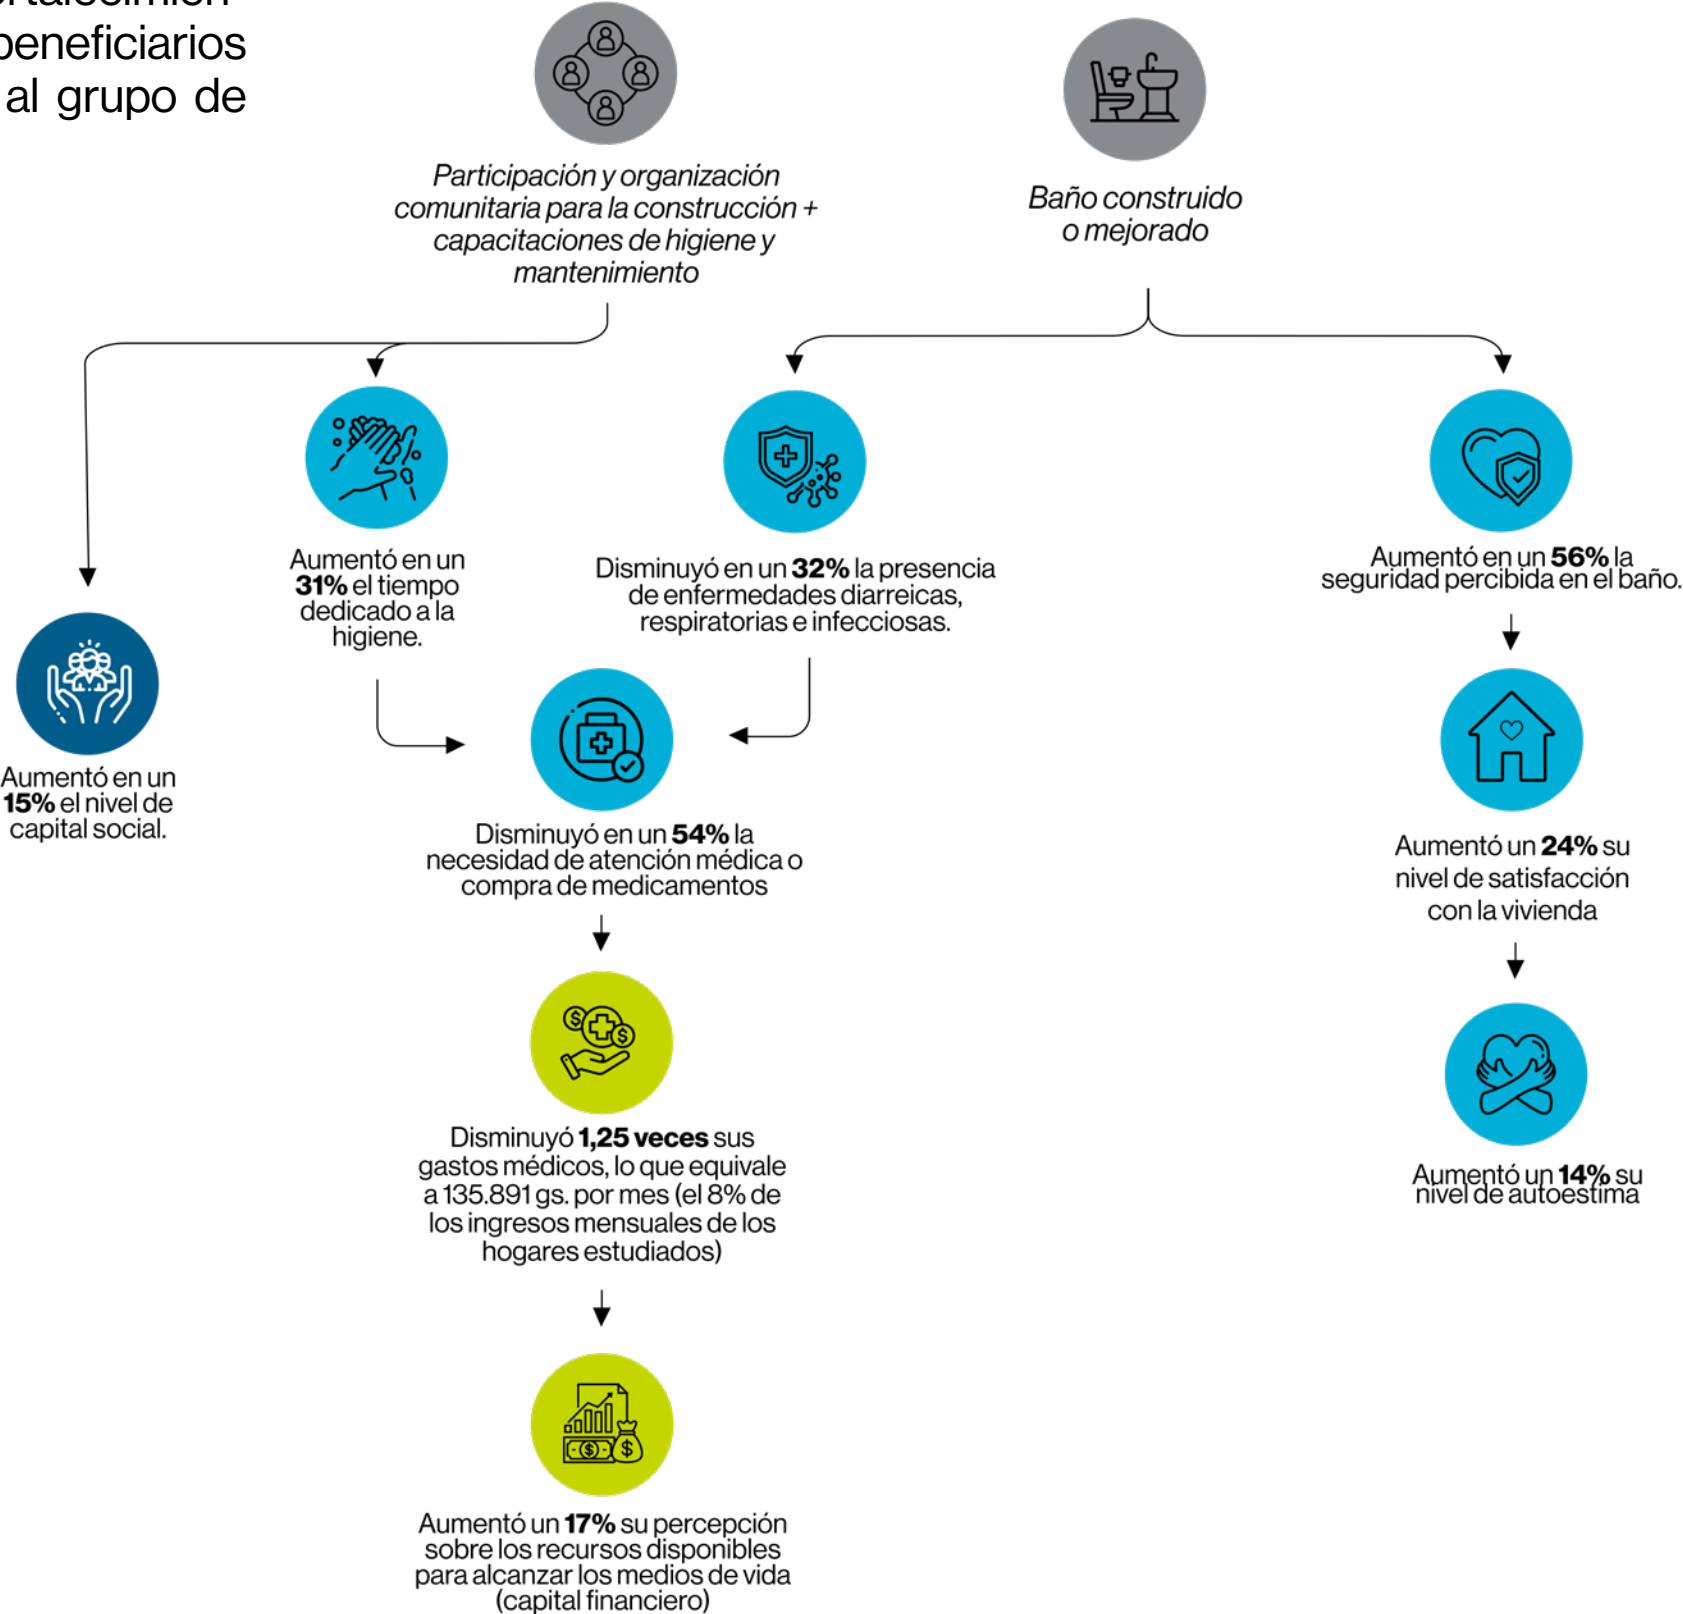 beneficiarios
al grupo de
Participación y organización
comunitaria para la construcción +
capacitaciones de higiene y
mantenimiento
Baño construido
o mejorado
Aumentó en un
31% el tiempo
dedicado a la
higiene.
Disminuyó en un 32% la presencia
de enfermedades diarreicas,
respiratorias e infecciosas.
Aumentó en un 56% la
seguridad percibida en el baño.
Aumentó en un
15% el nivel de
capital social.
Disminuyó en un 54% la
necesidad de atención médica o
compra de medicamentos
Aumentó un 24% su
nivel de satisfacción
con la vivienda
Disminuyó 1,25 veces sus
gastos médicos, lo que equivale
a 135.891 gs. por mes (el 8% de
los ingresos mensuales de los
hogares estudiados)
Aumentó un 14% su
nivel de autoestima
Aumentó un 17% su percepción
sobre los recursos disponibles
para alcanzar los medios de vida
(capital financiero)